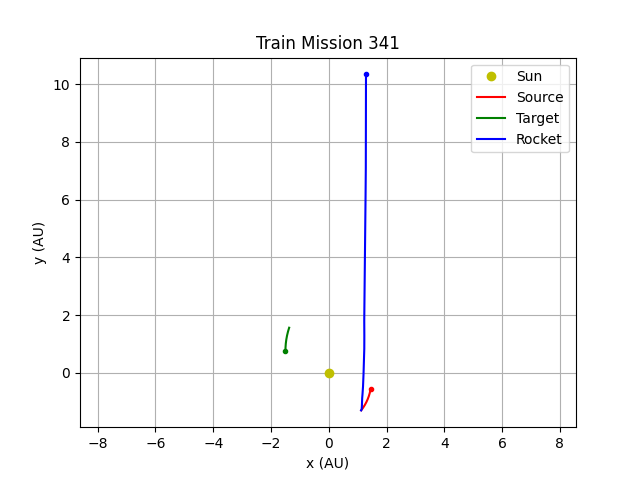 Train Mission 341
Sun
Source
Target
Rocket
10
8
6
4
2
0
y (AU)
−8 −6 −4 −2 0 2 4 6 8
x (AU)